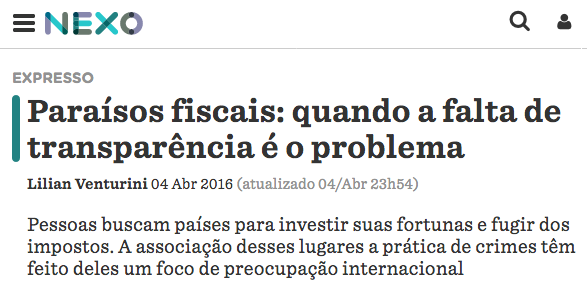 NEXO
EXPRESSO
Paraísos fiscais: quando a falta de
transparência é o problema
Lilian Venturini 04 Abr 2016 (atualizado 04/Abr 23h54)
Pessoas buscam países para investir suas fortunas e fugir dos
impostos. A associação desses lugares a prática de crimes têm
feito deles um foco de preocupação internacional